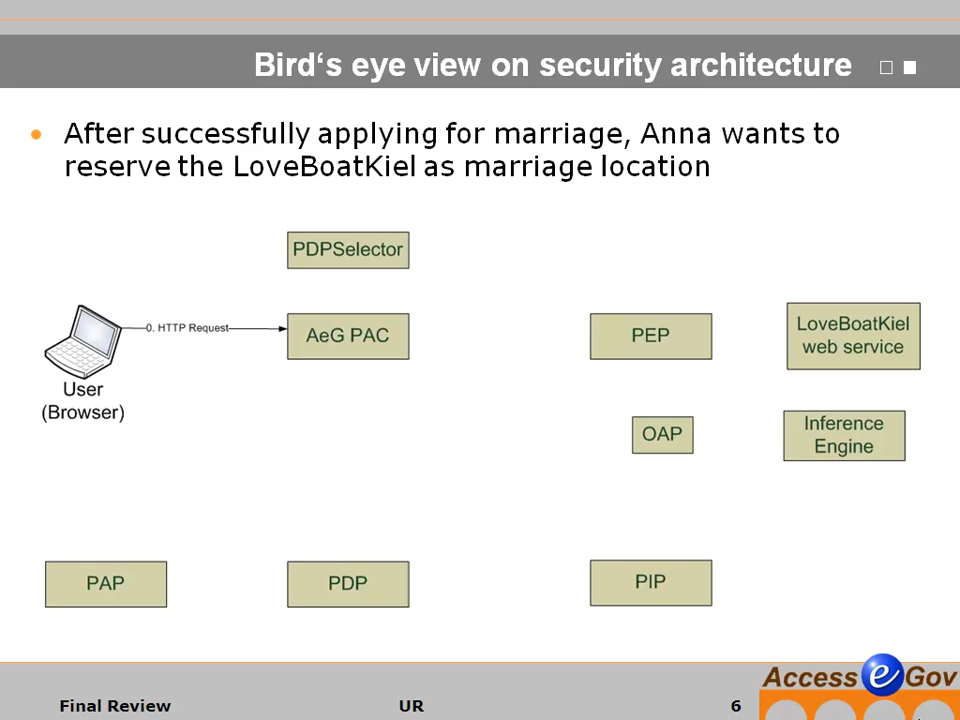 Bird‘s eye view on security architecture
After successfully applying for marriage, Anna wants to
reserve the LoveBoatKiel as marriage location
PDPSelector
0. HTTP Request
AeG PAC
PEP
LoveBoatKiel
web service
User
(Browser)
OAP
Inference
Engine
PAP
PDP
PIP
Access e Gov
Final Review
UR
6